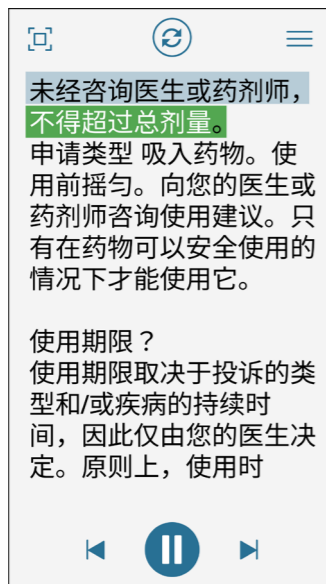 未经咨询医生或药剂师，
不得超过总剂量。
申请类型 吸入药物。使
用前摇匀。向您的医生或
药剂师咨询使用建议。只
有在药物可以安全使用的
情况下才能使用它。
使用期限？
使用期限取决于投诉的类
型和/或疾病的持续时
间，因此仅由您的医生决
定。原则上，使用时